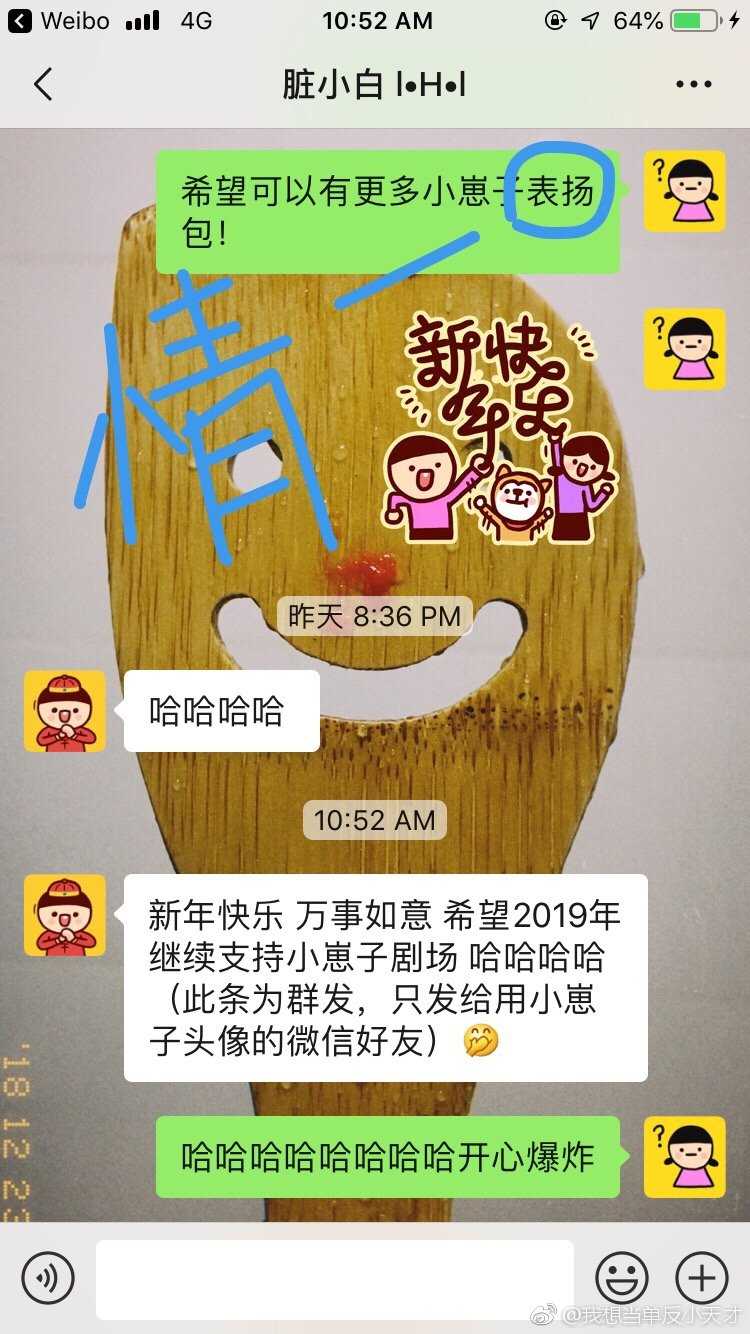 Weibo 4G 10:52 AM 64%
脏小白 I•H•I
希望可以有更多小崽子表扬
包！
情
新年快乐
昨天 8:36 PM
哈哈哈哈
10:52 AM
新年快乐 万事如意 希望2019年
继续支持小崽子剧场 哈哈哈哈
（此条为群发，只发给用小崽
子头像的微信好友）🤭
哈哈哈哈哈哈哈哈开心爆炸
'18 12 23
@我想当单反小天才